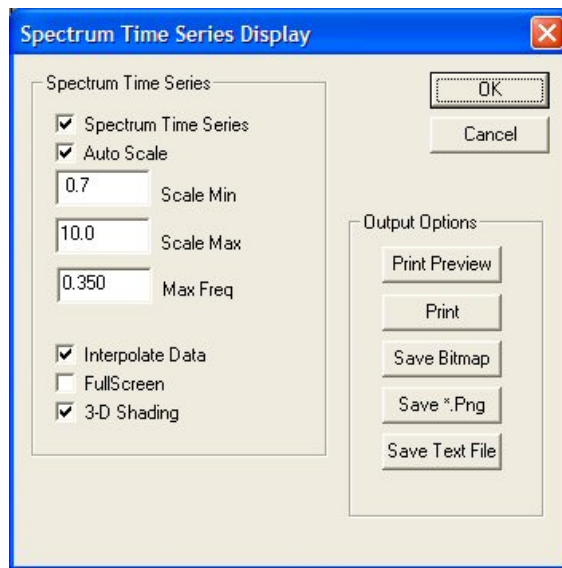 Spectrum Time Series Display
Spectrum Time Series
Spectrum Time Series
Auto Scale
0.7 Scale Min
10.0 Scale Max
0.350 Max Freq
Interpolate Data
FullScreen
3-D Shading
OK
Cancel
Output Options
Print Preview
Print
Save Bitmap
Save *.Png
Save Text File